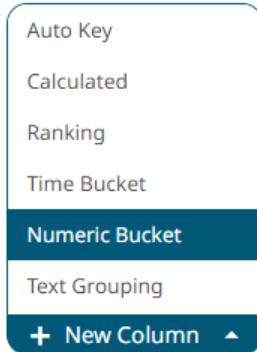 Auto Key
Calculated
Ranking
Time Bucket
Numeric Bucket
Text Grouping
+ New Column